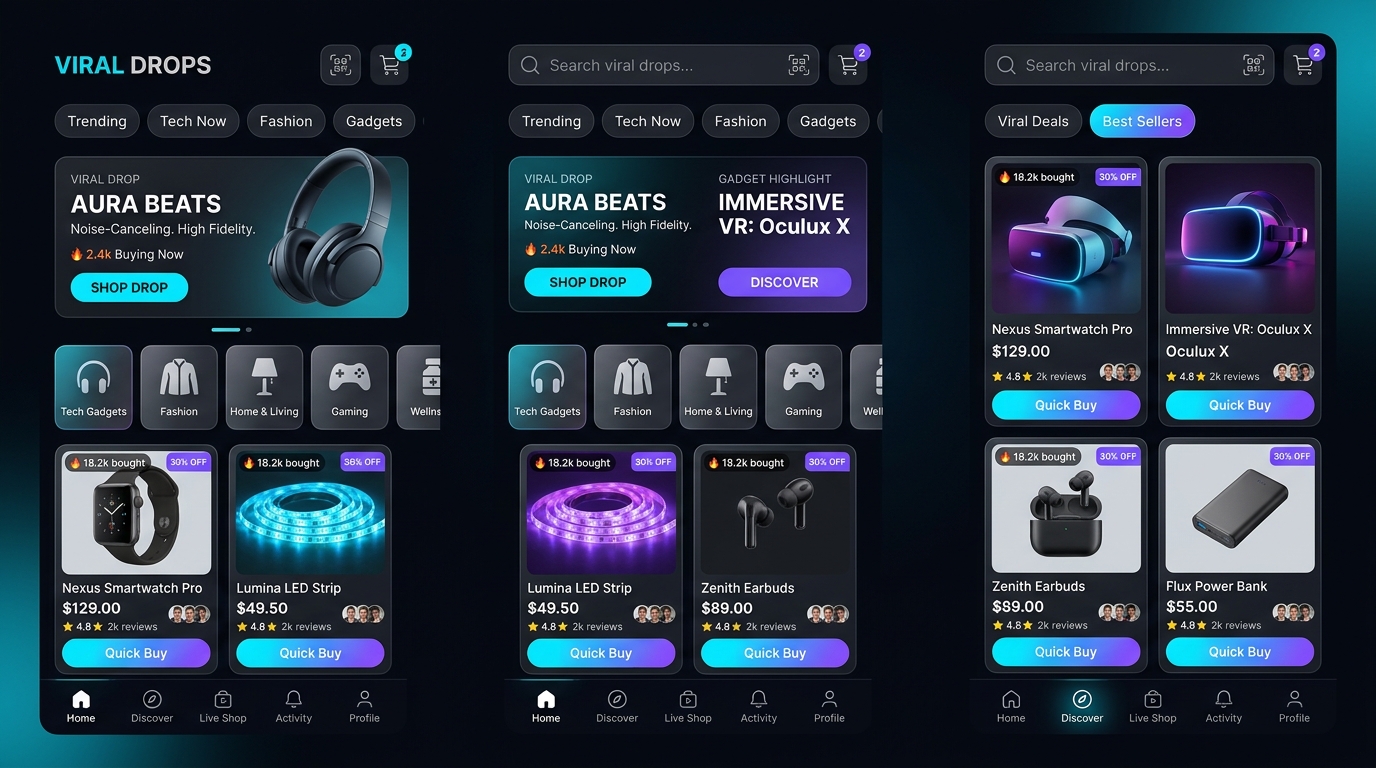 VIRAL DROPS
2
Trending
Tech Now
Fashion
Gadgets
VIRAL DROP
AURA BEATS
Noise-Canceling. High Fidelity.
🔥 2.4k Buying Now
SHOP DROP
Tech Gadgets
Fashion
Home & Living
Gaming
Wellns
🔥 18.2k bought
30% OFF
Nexus Smartwatch Pro
$129.00
⭐ 4.8⭐ 2k reviews
Quick Buy
🔥 18.2k bought
36% OFF
Lumina LED Strip
$49.50
⭐ 4.8⭐ 2k reviews
Quick Buy
Home
Discover
Live Shop
Activity
Profile
Search viral drops...
2
Trending
Tech Now
Fashion
Gadgets
VIRAL DROP
AURA BEATS
Noise-Canceling. High Fidelity.
🔥 2.4k Buying Now
SHOP DROP
GADGET HIGHLIGHT
IMMERSIVE
VR: Oculux X
DISCOVER
Tech Gadgets
Fashion
Home & Living
Gaming
Well
🔥 18.2k bought
30% OFF
Lumina LED Strip
$49.50
⭐ 4.8⭐ 2k reviews
Quick Buy
🔥 18.2k bought
30% OFF
Zenith Earbuds
$89.00
⭐ 4.8⭐ 2k reviews
Quick Buy
Home
Discover
Live Shop
Activity
Profile
Search viral drops...
2
Viral Deals
Best Sellers
🔥 18.2k bought
30% OFF
Nexus Smartwatch Pro
$129.00
⭐ 4.8⭐ 2k reviews
Quick Buy
Immersive VR: Oculux X
Oculux X
⭐ 4.8⭐ 2k reviews
Quick Buy
🔥 18.2k bought
30% OFF
Zenith Earbuds
$89.00
⭐ 4.8⭐ 2k reviews
Quick Buy
30% OFF
Flux Power Bank
$55.00
⭐ 4.8⭐ 2k reviews
Quick Buy
Home
Discover
Live Shop
Activity
Profile